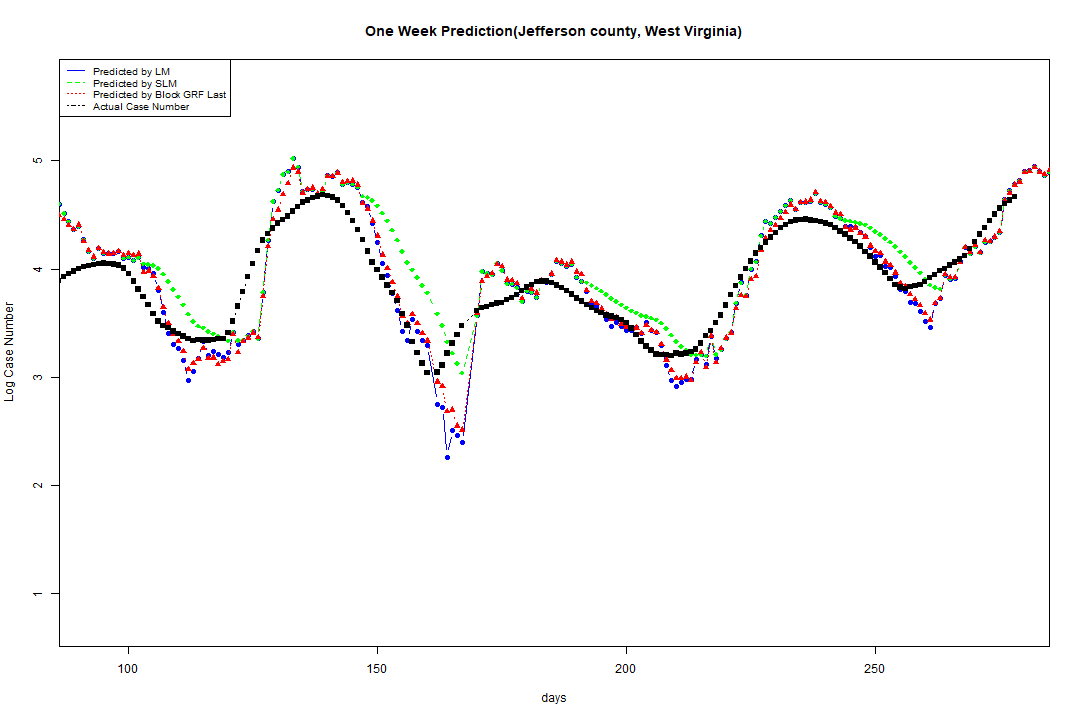 One Week Prediction(Jefferson county, West Virginia)
Predicted by LM
Predicted by SLM
Predicted by Block GRF Last
Actual Case Number
5
4
3
2
1
Log Case Number
100 150 200 250
days